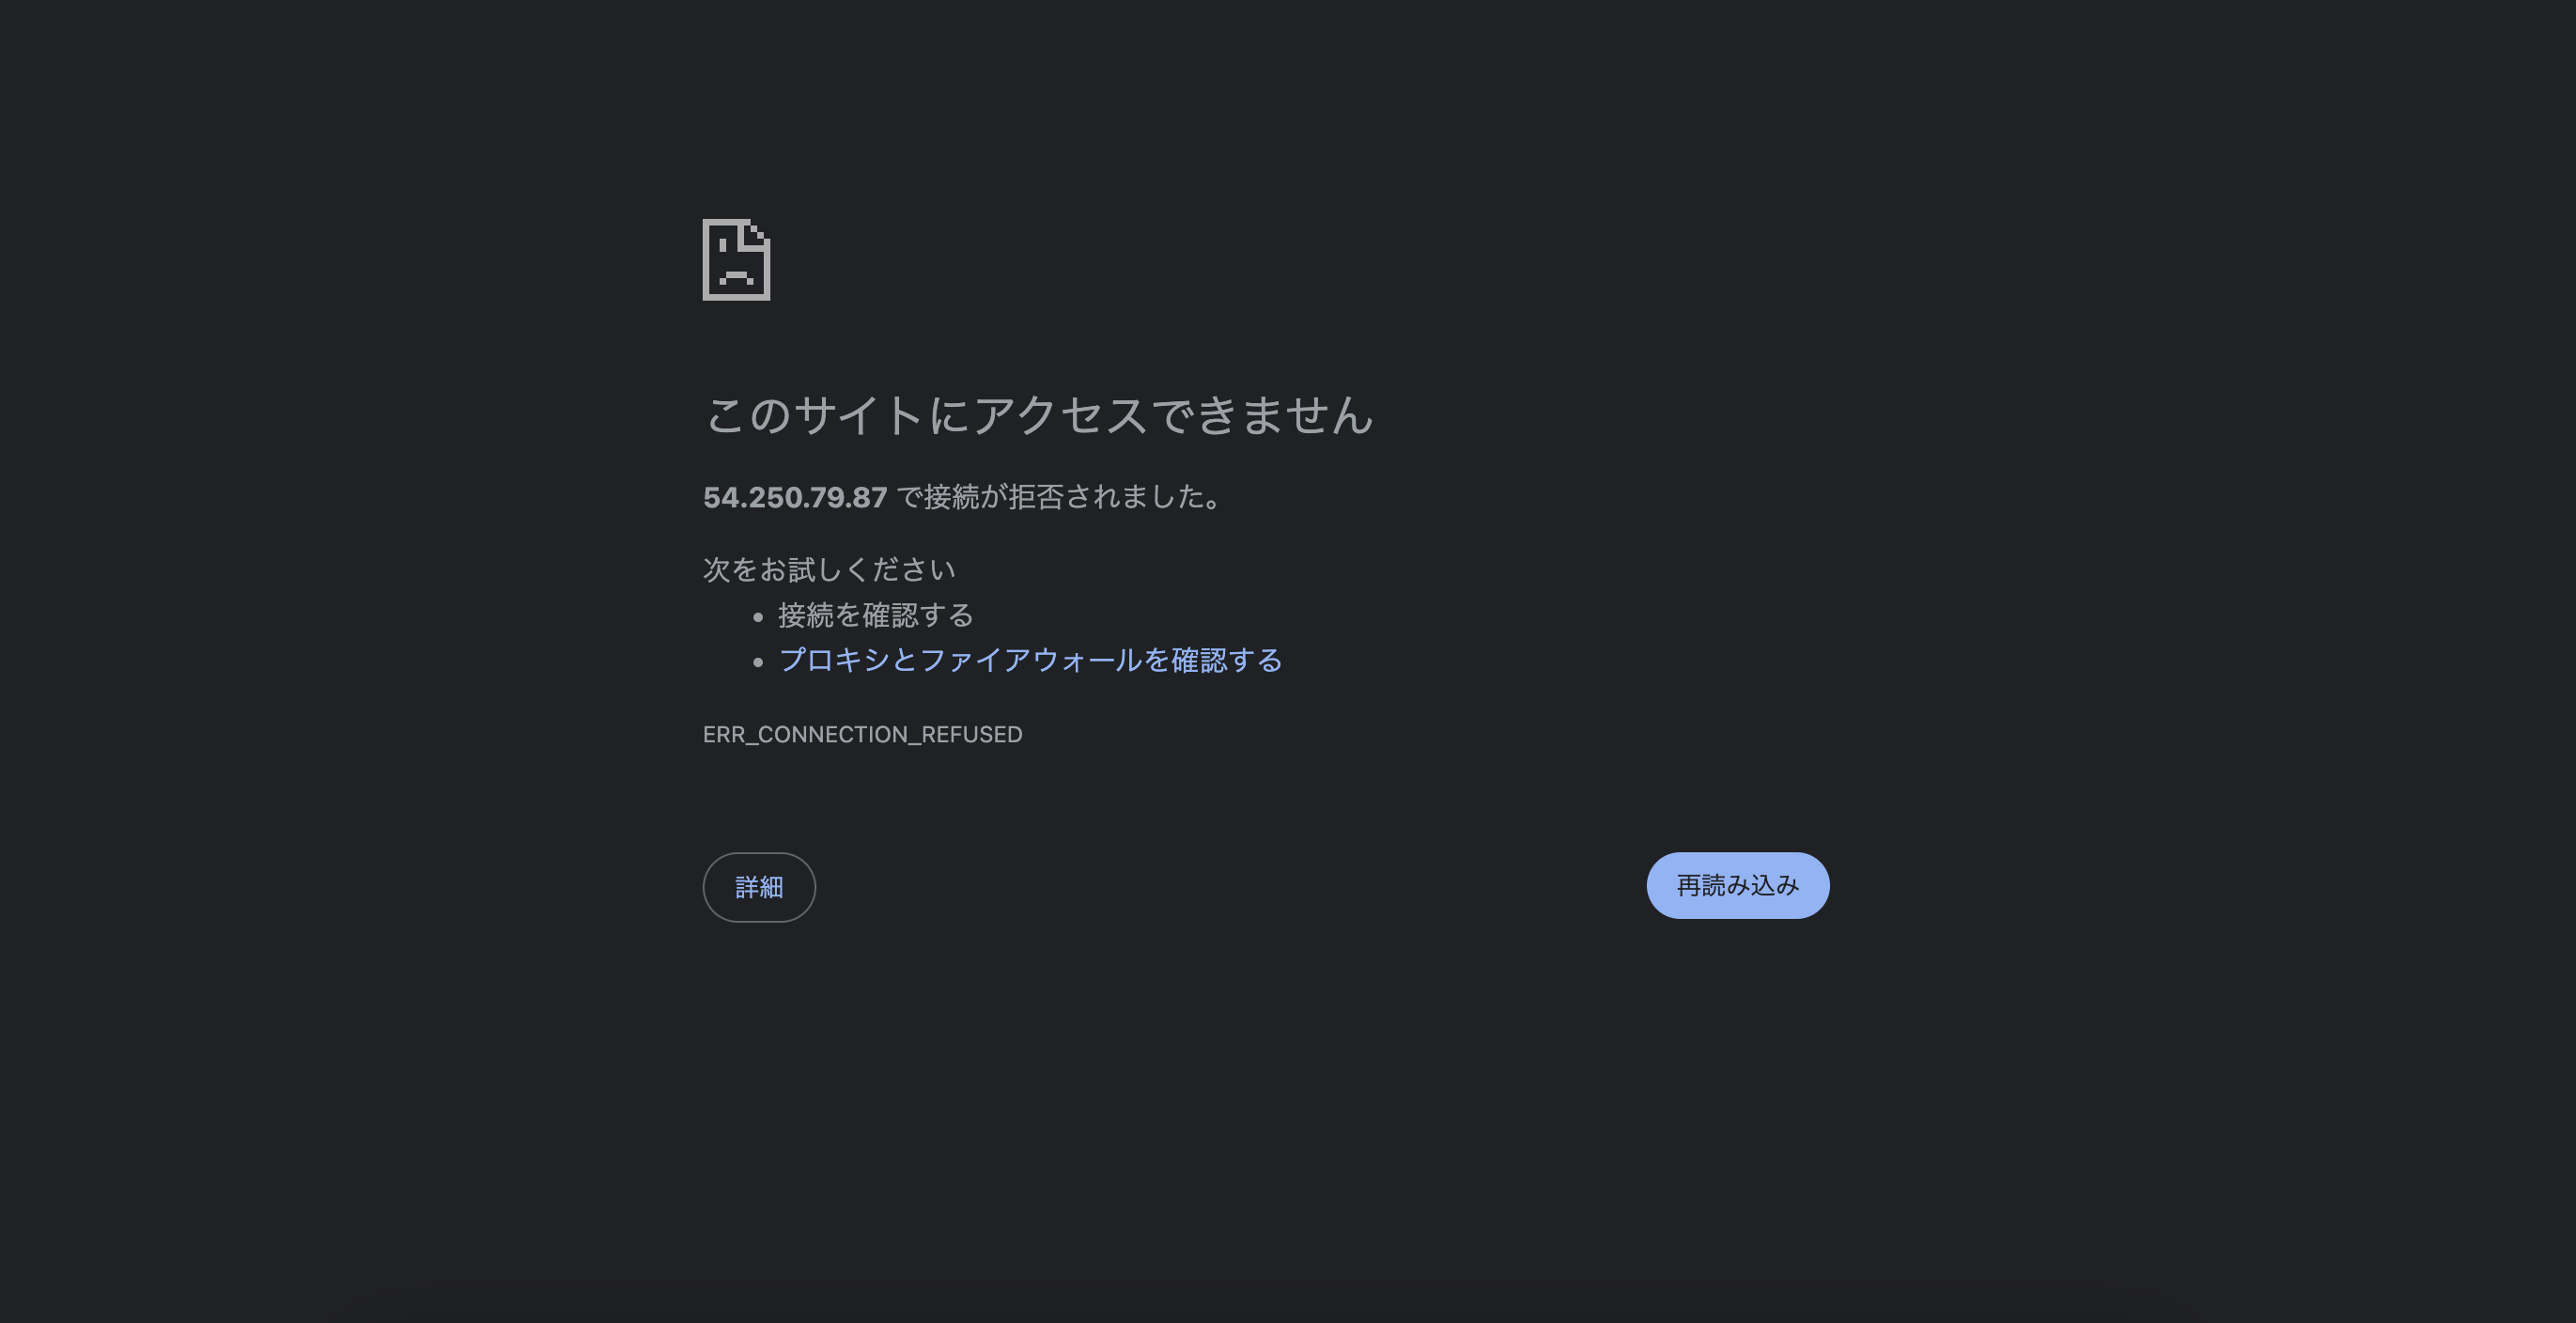 このサイトにアクセスできません
54.250.79.87 で接続が拒否されました。
次をお試しください
接続を確認する
プロキシとファイアウォールを確認する
ERR_CONNECTION_REFUSED
詳細
再読み込み